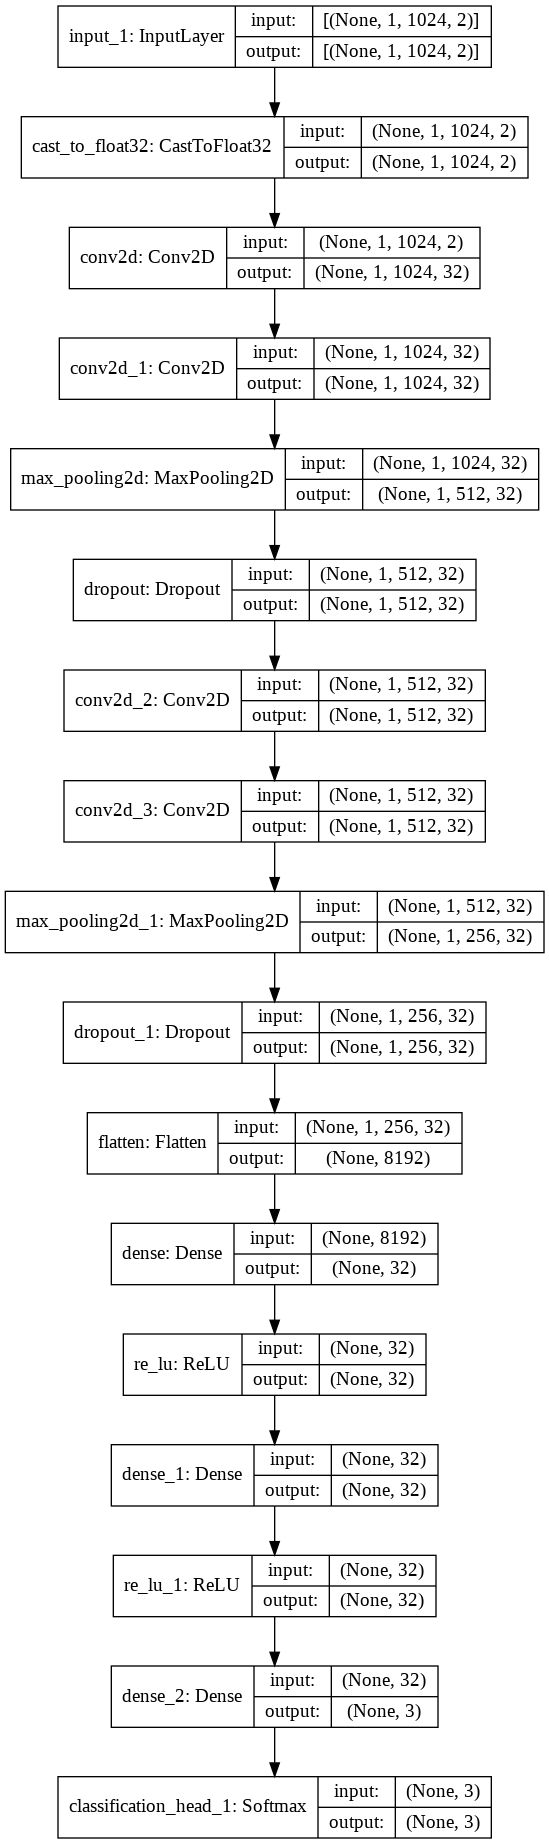 input_1: InputLayer
input: [(None, 1, 1024, 2)]
output: [(None, 1, 1024, 2)]
cast_to_float32: CastToFloat32
input: (None, 1, 1024, 2)
output: (None, 1, 1024, 2)
conv2d: Conv2D
input: (None, 1, 1024, 2)
output: (None, 1, 1024, 32)
conv2d_1: Conv2D
input: (None, 1, 1024, 32)
output: (None, 1, 1024, 32)
max_pooling2d: MaxPooling2D
input: (None, 1, 1024, 32)
output: (None, 1, 512, 32)
dropout: Dropout
input: (None, 1, 512, 32)
output: (None, 1, 512, 32)
conv2d_2: Conv2D
input: (None, 1, 512, 32)
output: (None, 1, 512, 32)
conv2d_3: Conv2D
input: (None, 1, 512, 32)
output: (None, 1, 512, 32)
max_pooling2d_1: MaxPooling2D
input: (None, 1, 512, 32)
output: (None, 1, 256, 32)
dropout_1: Dropout
input: (None, 1, 256, 32)
output: (None, 1, 256, 32)
flatten: Flatten
input: (None, 1, 256, 32)
output: (None, 8192)
dense: Dense
input: (None, 8192)
output: (None, 32)
re_lu: ReLU
input: (None, 32)
output: (None, 32)
dense_1: Dense
input: (None, 32)
output: (None, 32)
re_lu_1: ReLU
input: (None, 32)
output: (None, 32)
dense_2: Dense
input: (None, 32)
output: (None, 3)
classification_head_1: Softmax
input: (None, 3)
output: (None, 3)